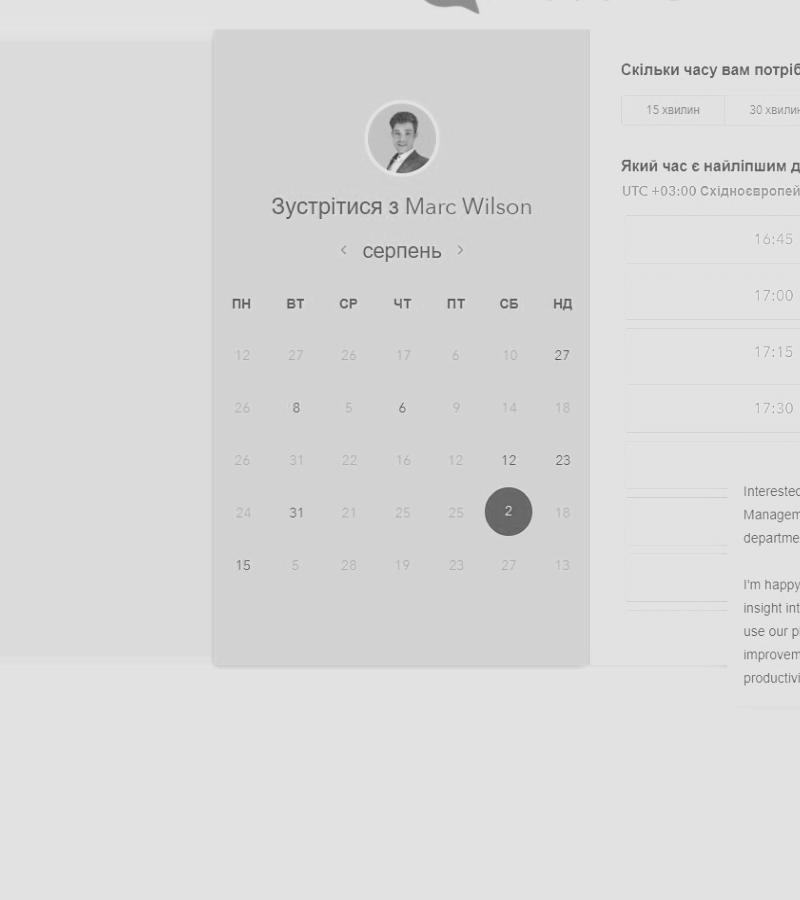 Зустрітися з Marc Wilson
‹ серпень ›
ПН ВТ СР ЧТ ПТ СБ НД
12 27 26 17 6 10 27
26 8 5 6 9 14 18
26 31 22 16 12 12 23
24 31 21 25 25 2 18
15 5 28 19 23 27 13
Скільки часу вам потріб
15 хвилин 30 хвилин
Який час є найліпшим д
UTC +03:00 Східноєвропей
16:45
17:00
17:15
17:30
Interested
Managem
departme
I'm happy
insight int
use our p
improvem
productivi